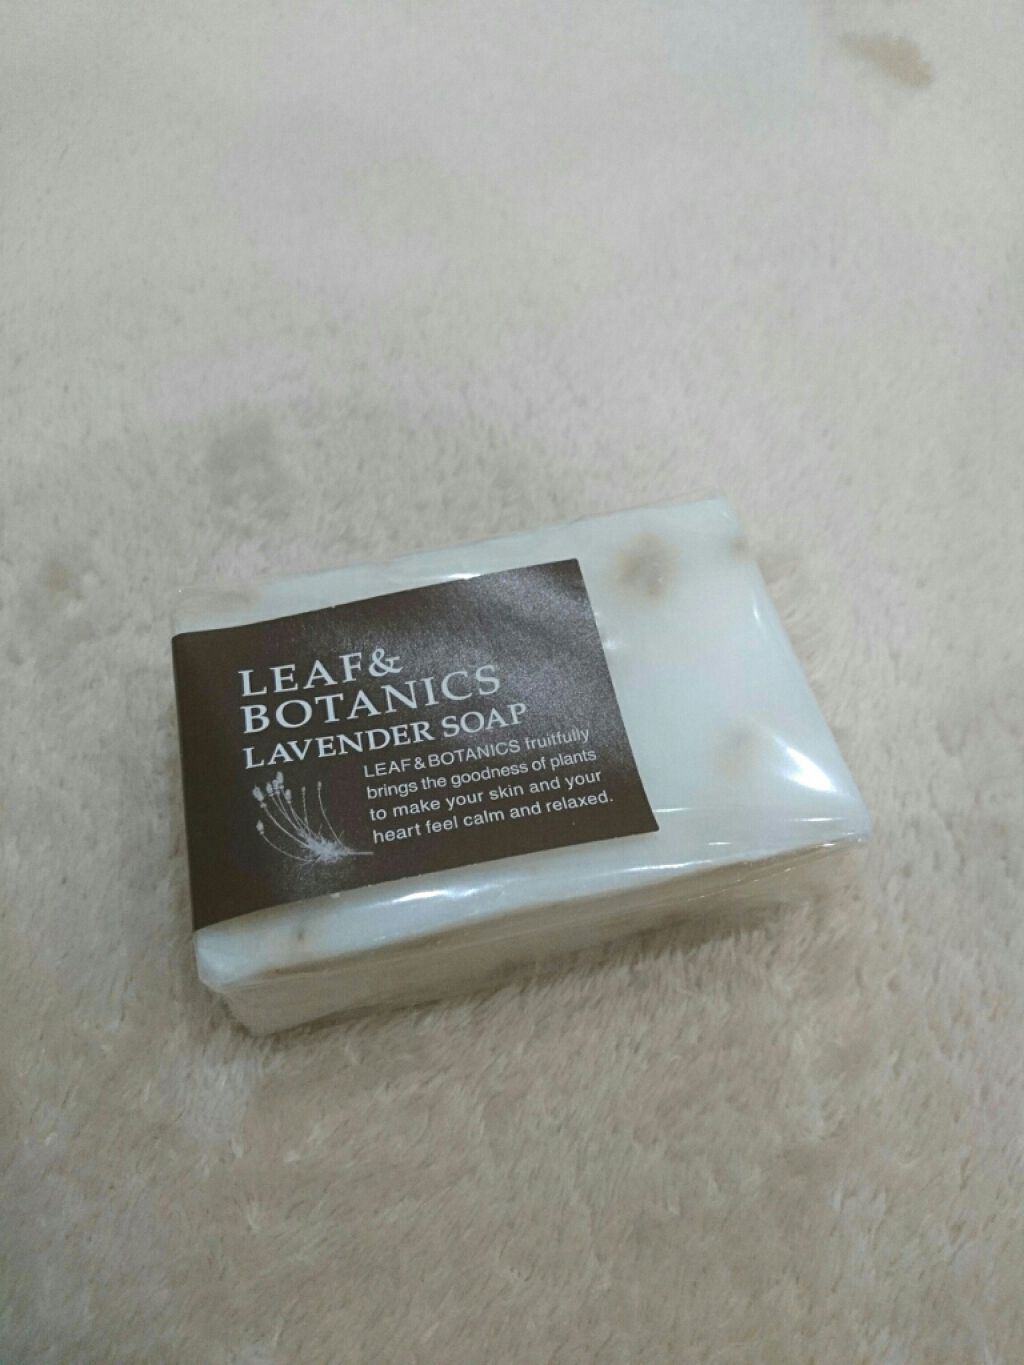 LEAF&
BOTANICS
LAVENDER SOAP
LEAF & BOTANICS fruitfully
brings the goodness of plants
to make your skin and your
heart feel calm and relaxed.